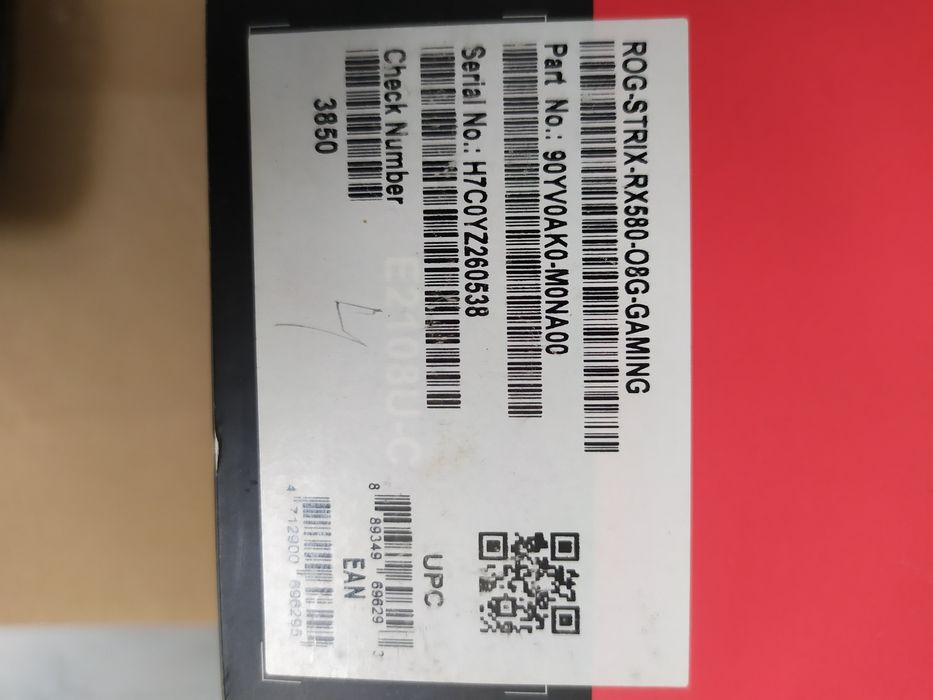 ROG-STRIX-RX580-O8G-GAMING
Part No.: 90YV0AK0-M0NA00
Serial No.: H7C0YZ260538
Check Number
3850
E2108U-C
UPC
8 89349 69629 3
EAN
4 712900 696295